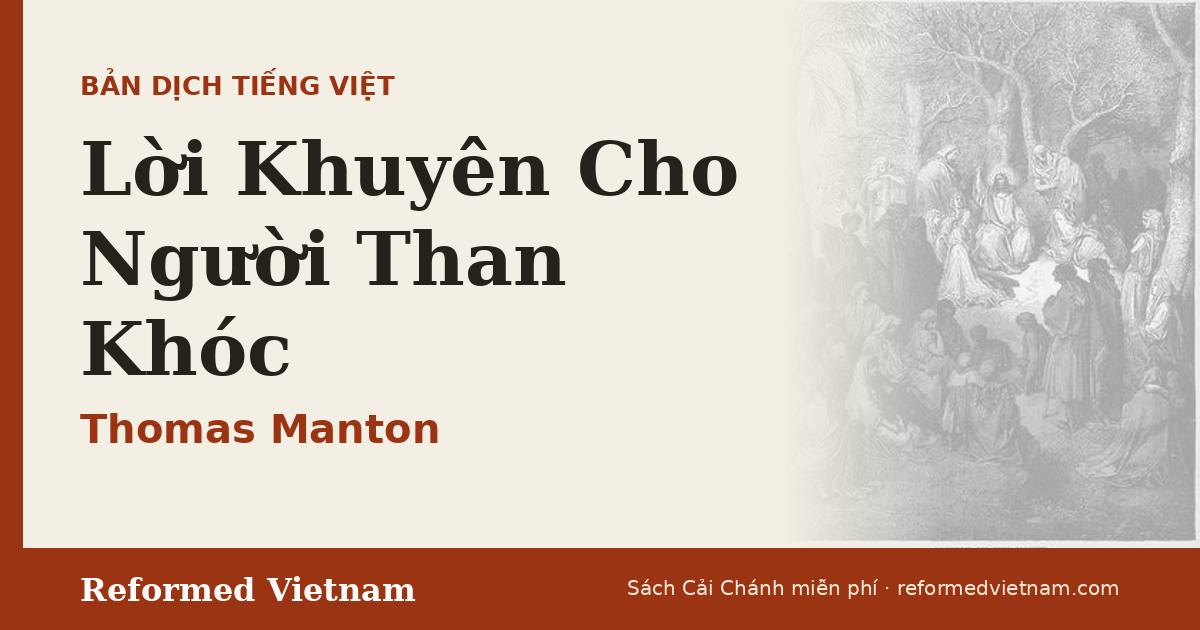 BẢN DỊCH TIẾNG VIỆT
Lời Khuyên Cho
Người Than
Khóc
Thomas Manton
Reformed Vietnam
Sách Cải Chánh miễn phí · reformedvietnam.com